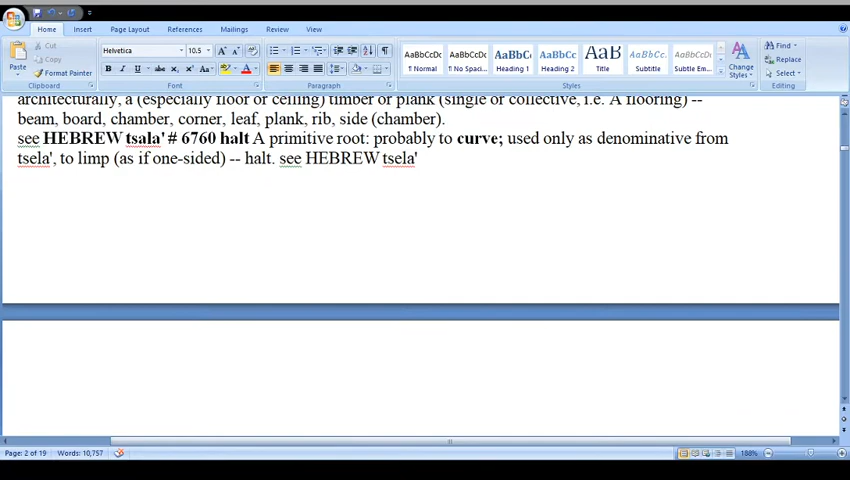 Home Insert Page Layout References Mailings Review View
Cut
Copy
Format Painter
Paste
Clipboard
Helvetica 10.5
Font
Paragraph
AaBbCcDc AaBbCcDc AaBbCc AaBbCc AaB AaBbCcL AaBbCcDc
¶ Normal ¶ No Spaci... Heading 1 Heading 2 Title Subtitle Subtle Em...
Change
Styles
Styles
Find
Replace
Select
Editing
architecturally, a (especially floor or ceiling) timber or plank (single or collective, i.e. A flooring) --
beam, board, chamber, corner, leaf, plank, rib, side (chamber).
see HEBREW tsala' # 6760 halt A primitive root: probably to curve; used only as denominative from
tsela', to limp (as if one-sided) -- halt. see HEBREW tsela'
Page: 2 of 19 Words: 10,757 188%